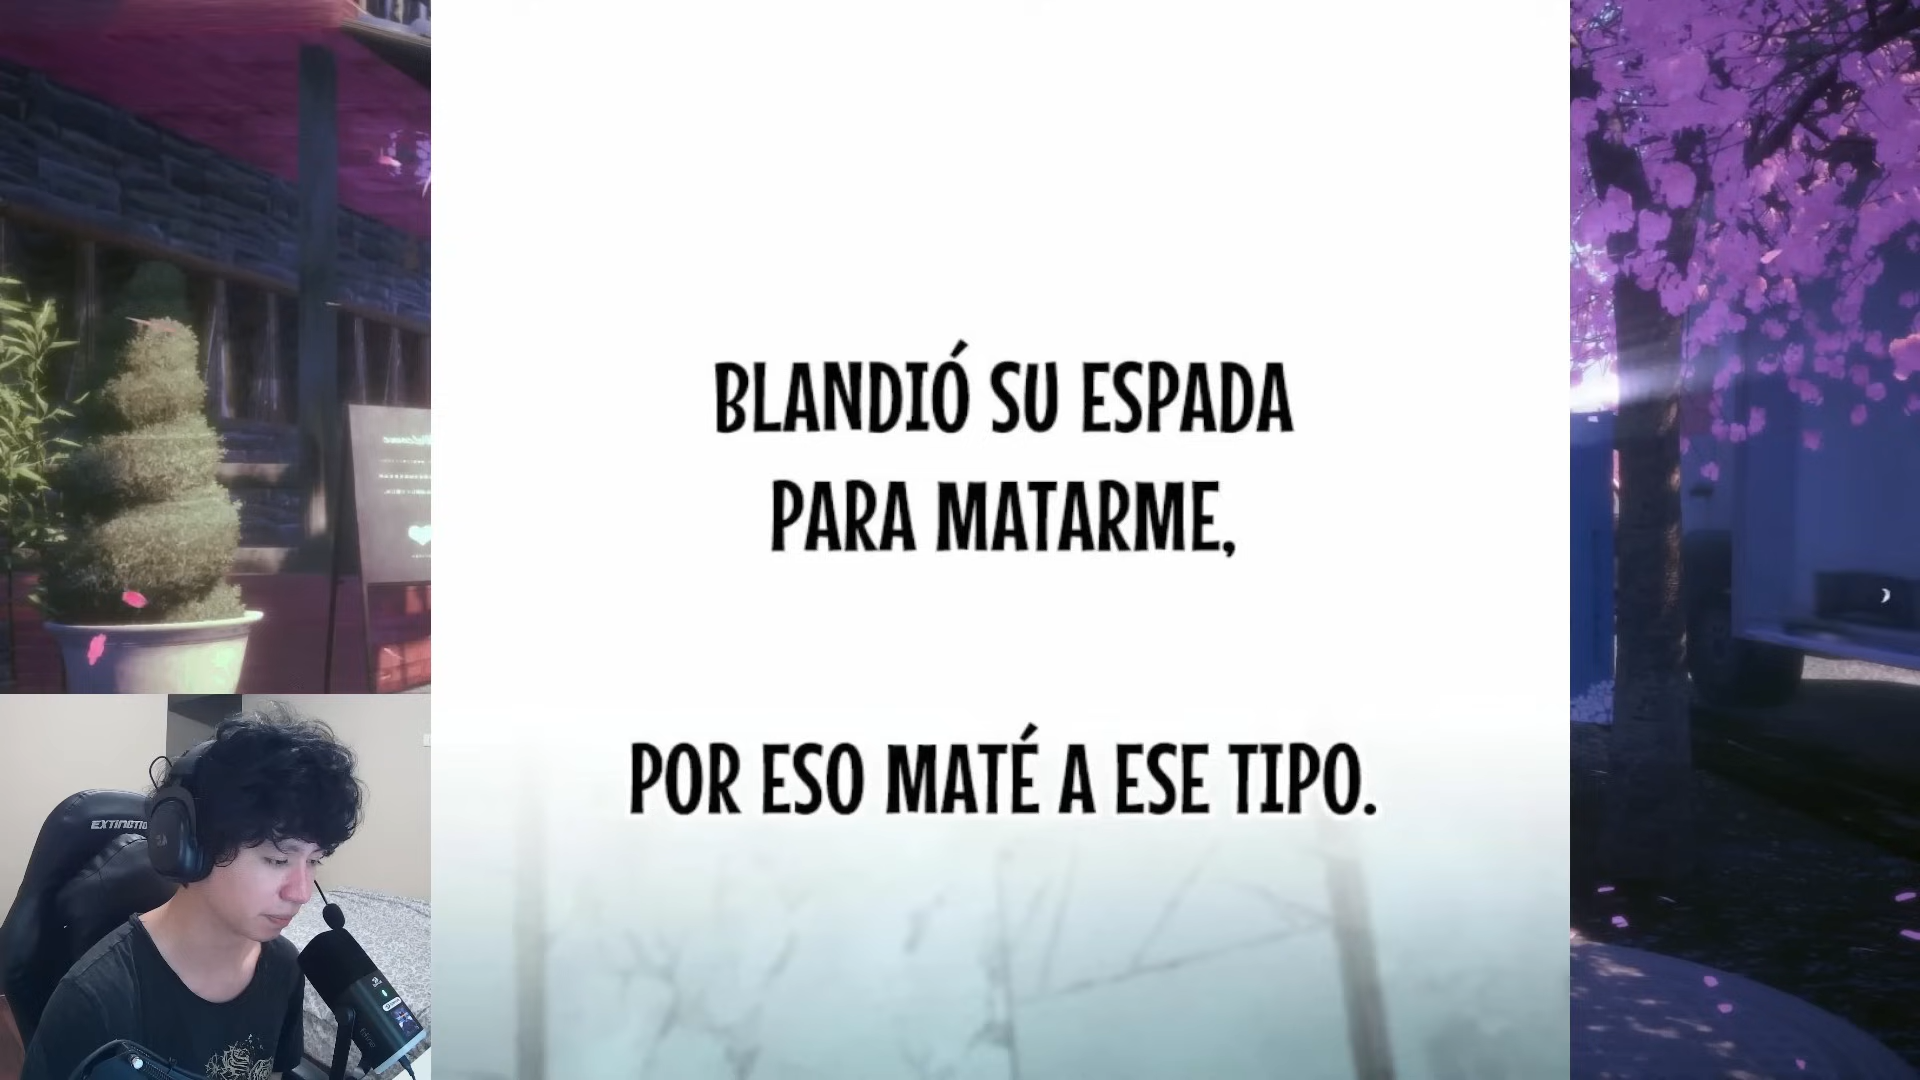 BLANDIÓ SU ESPADA
PARA MATARME,
POR ESO MATÉ A ESE TIPO.